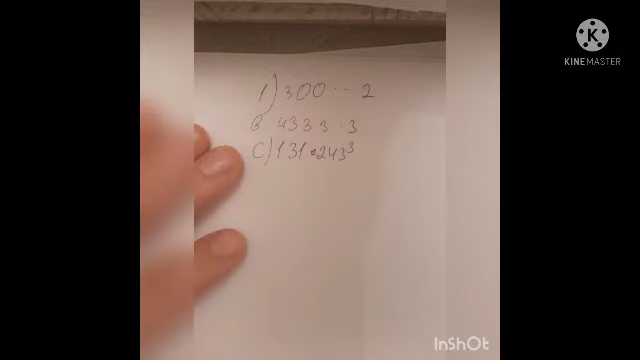 KINEMASTER
1) 300 ... 2
B 4333 · 3
C) 131 • 243³
InShOt